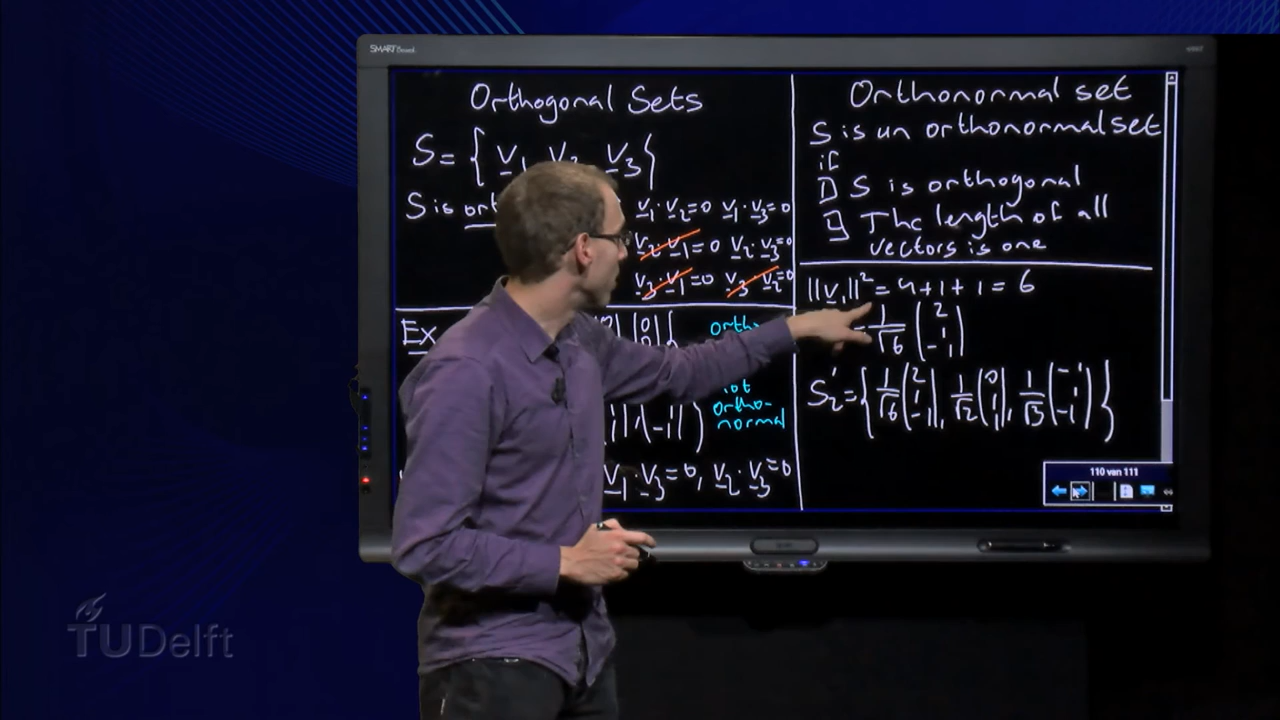 SMART Board
Orthogonal Sets
S = { v₁ v₂ v₃ }
S is
v₁·v₂=0 v₁·v₃=0
v₂·v₁=0 v₂·v₃=0
v₃·v₁=0 v₃·v₂=0
Ex
not
ortho-
normal
v₁·v₃=0, v₂·v₃=0
Orthonormal set
S is an orthonormal set
if
1) S is orthogonal
2) The length of all
vectors is one
||v₁||² = 4+1+1 = 6
= 1/√6 (2 1 -1)
S₂' = { 1/√6 (2 1 -1), 1/√2 (0 1 1), 1/√3 (-1 1 -1) }
110 van 111
TUDelft